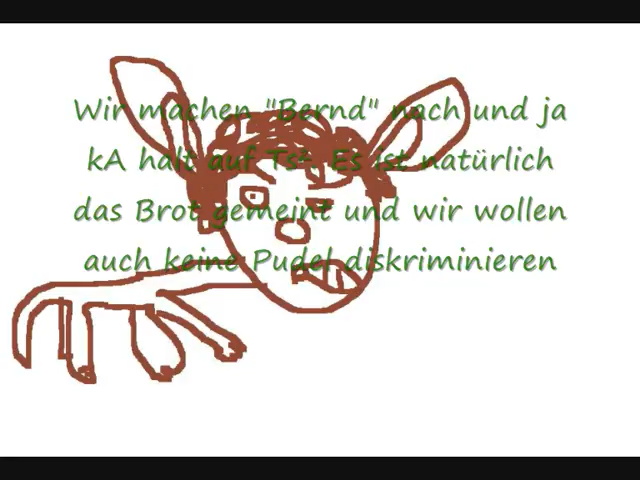 Wir machen "Bernd" nach und ja
kA halt auf Ts². Es ist natürlich
das Brot gemeint und wir wollen
auch keine Pudel diskriminieren